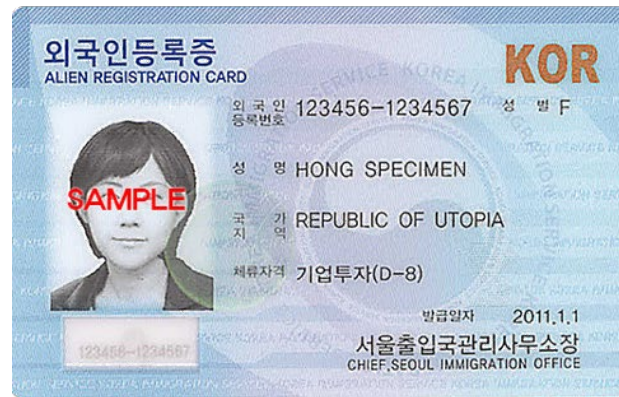 외국인등록증
ALIEN REGISTRATION CARD
KOR
외국인등록번호 123456-1234567 성별 F
성명 HONG SPECIMEN
SAMPLE
국가지역 REPUBLIC OF UTOPIA
체류자격 기업투자(D-8)
발급일자 2011.1.1
123456-1234567
서울출입국관리사무소장
CHIEF,SEOUL IMMIGRATION OFFICE